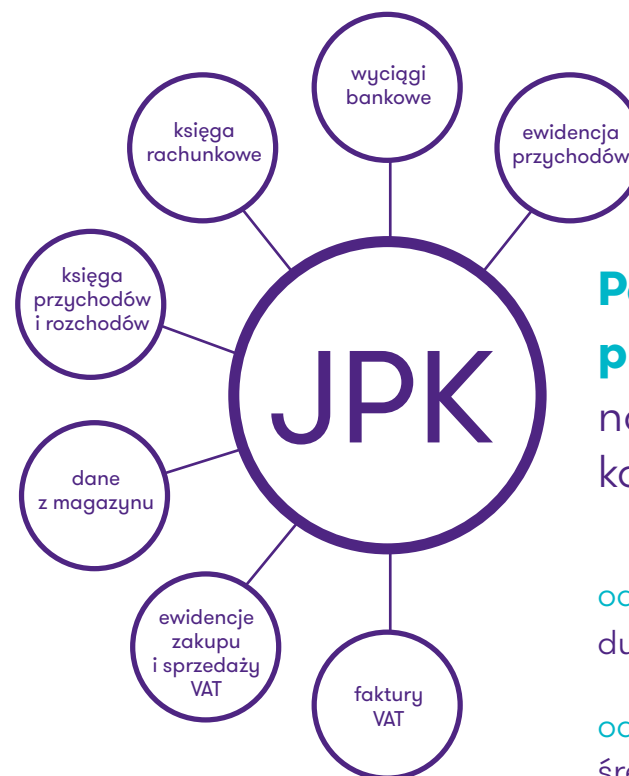 wyciągi
bankowe
księga
rachunkowe
ewidencja
przychodów
księga
przychodów
i rozchodów
JPK
dane
z magazynu
ewidencje
zakupu
i sprzedaży
VAT
faktury
VAT